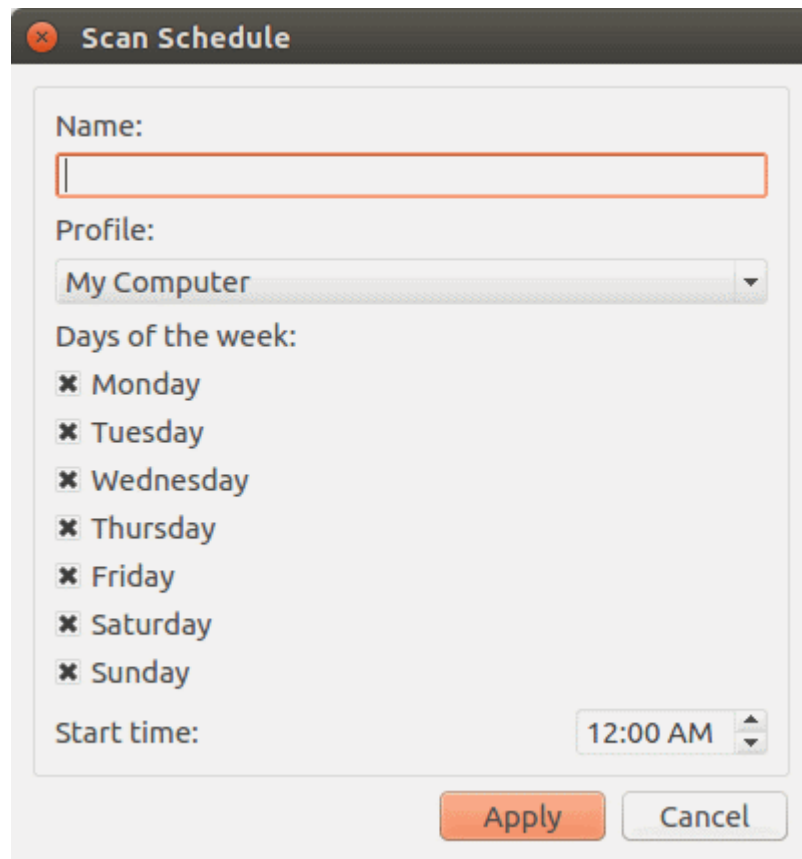 Scan Schedule
Name:
Profile:
My Computer
Days of the week:
Monday
Tuesday
Wednesday
Thursday
Friday
Saturday
Sunday
Start time: 12:00 AM
Apply Cancel